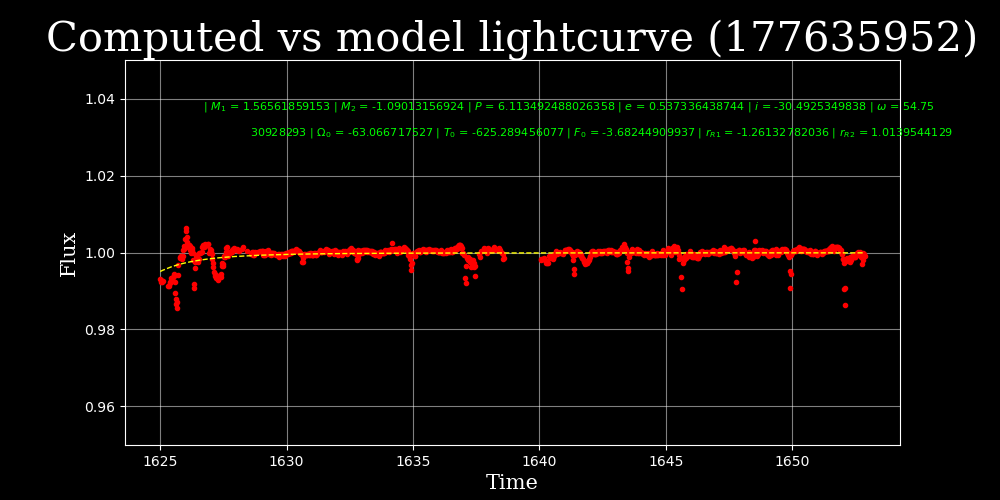 Computed vs model lightcurve (177635952)
| M₁ = 1.56561859153 | M₂ = -1.09013156924 | P = 6.113492488026358 | e = 0.537336438744 | i = -30.4925349838 | ω = 54.75
30928293 | Ω₀ = -63.066717527 | T₀ = -625.289456077 | F₀ = -3.68244909937 | r_R1 = -1.26132782036 | r_R2 = 1.0139544129
1.04
1.02
1.00
0.98
0.96
Flux
1625 1630 1635 1640 1645 1650
Time